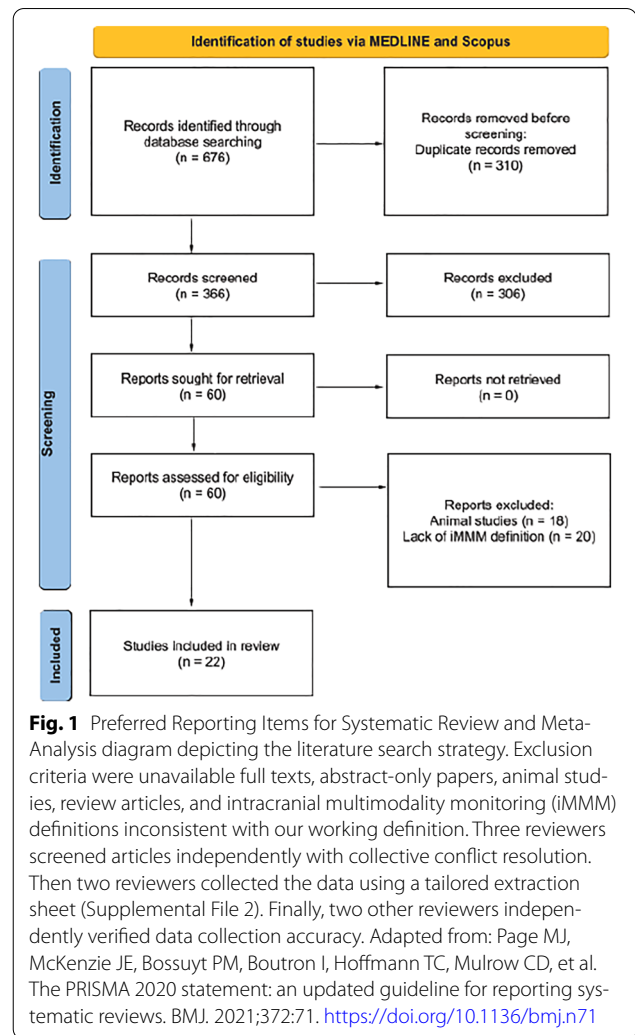 Identification of studies via MEDLINE and Scopus
Identification
Records identified through
database searching
(n = 676)
Records removed before
screening:
Duplicate records removed
(n = 310)
Screening
Records screened
(n = 366)
Records excluded
(n = 306)
Reports sought for retrieval
(n = 60)
Reports not retrieved
(n = 0)
Reports assessed for eligibility
(n = 60)
Reports excluded:
Animal studies (n = 18)
Lack of iMMM definition (n = 20)
Included
Studies included in review
(n = 22)
Fig. 1 Preferred Reporting Items for Systematic Review and Meta-
Analysis diagram depicting the literature search strategy. Exclusion
criteria were unavailable full texts, abstract-only papers, animal stud-
ies, review articles, and intracranial multimodality monitoring (iMMM)
definitions inconsistent with our working definition. Three reviewers
screened articles independently with collective conflict resolution.
Then two reviewers collected the data using a tailored extraction
sheet (Supplemental File 2). Finally, two other reviewers indepen-
dently verified data collection accuracy. Adapted from: Page MJ,
McKenzie JE, Bossuyt PM, Boutron I, Hoffmann TC, Mulrow CD, et al.
The PRISMA 2020 statement: an updated guideline for reporting sys-
tematic reviews. BMJ. 2021;372:71. https://doi.org/10.1136/bmj.n71